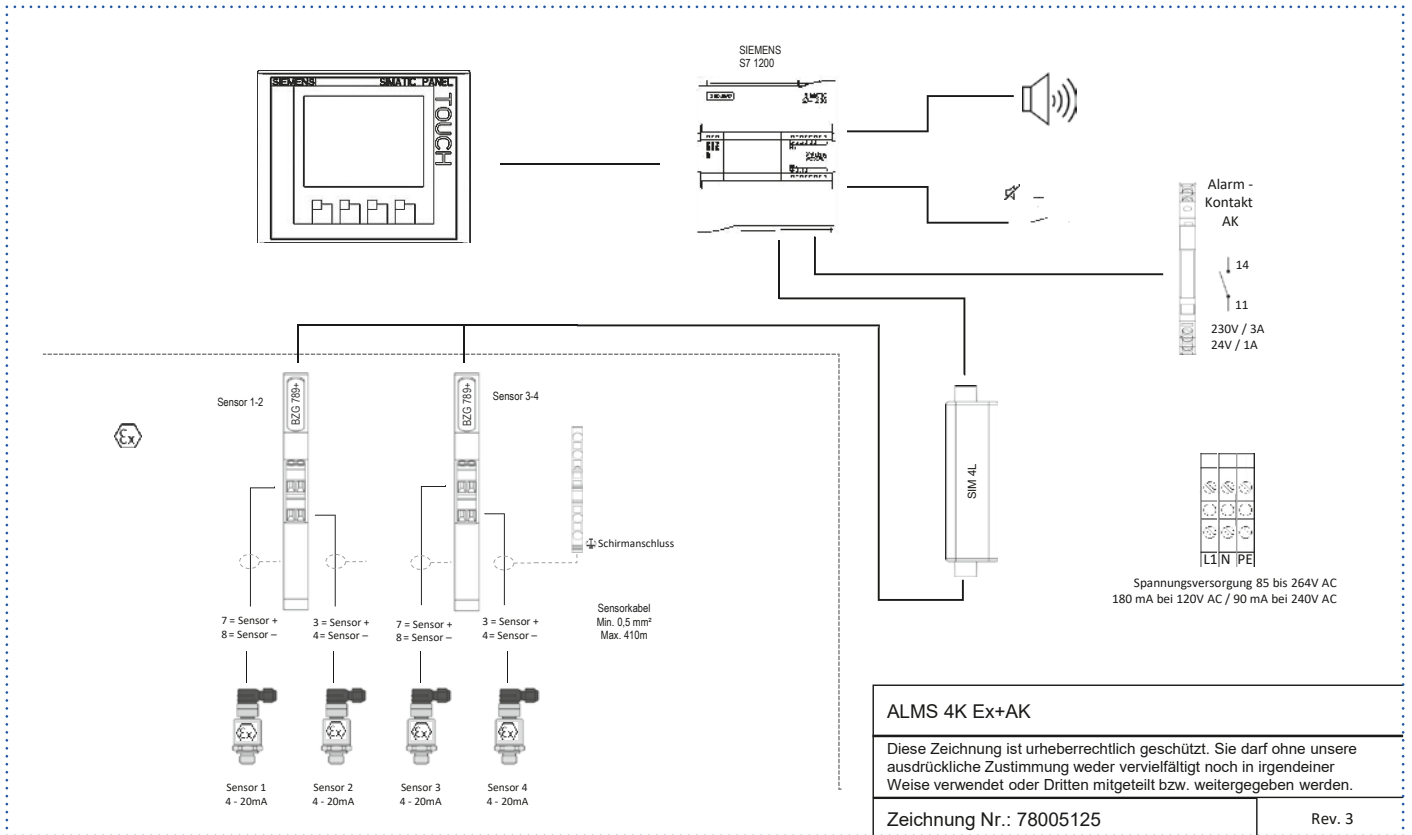 SIEMENS
S7 1200
SIEMENS
SIMATIC PANEL
TOUCH
Alarm -
Kontakt
AK
14
11
230V / 3A
24V / 1A
Sensor 1-2
BZG 789+
BZG 789+
Sensor 3-4
Ex
SIM 4L
Schirmanschluss
L1 N PE
Spannungsversorgung 85 bis 264V AC
180 mA bei 120V AC / 90 mA bei 240V AC
Sensorkabel
Min. 0,5 mm²
Max. 410m
7 = Sensor +
8 = Sensor –
3 = Sensor +
4 = Sensor –
7 = Sensor +
8 = Sensor –
3 = Sensor +
4 = Sensor –
Ex
Ex
Ex
Ex
Sensor 1
4 - 20mA
Sensor 2
4 - 20mA
Sensor 3
4 - 20mA
Sensor 4
4 - 20mA
ALMS 4K Ex+AK
Diese Zeichnung ist urheberrechtlich geschützt. Sie darf ohne unsere
ausdrückliche Zustimmung weder vervielfältigt noch in irgendeiner
Weise verwendet oder Dritten mitgeteilt bzw. weitergegeben werden.
Zeichnung Nr.: 78005125
Rev. 3